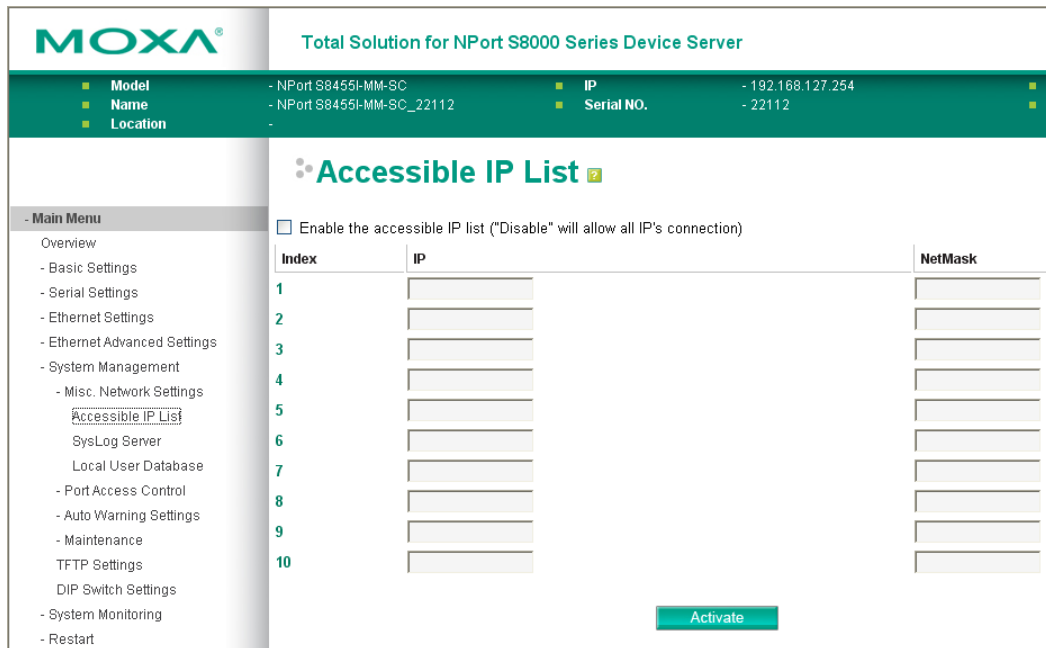 MOXA®
Total Solution for NPort S8000 Series Device Server
Model - NPort S8455I-MM-SC IP - 192.168.127.254
Name - NPort S8455I-MM-SC_22112 Serial NO. - 22112
Location -
Accessible IP List ?
- Main Menu
Overview
- Basic Settings
- Serial Settings
- Ethernet Settings
- Ethernet Advanced Settings
- System Management
- Misc. Network Settings
Accessible IP List
SysLog Server
Local User Database
- Port Access Control
- Auto Warning Settings
- Maintenance
TFTP Settings
DIP Switch Settings
- System Monitoring
- Restart
Enable the accessible IP list ("Disable" will allow all IP's connection)
Index IP NetMask
1
2
3
4
5
6
7
8
9
10
Activate